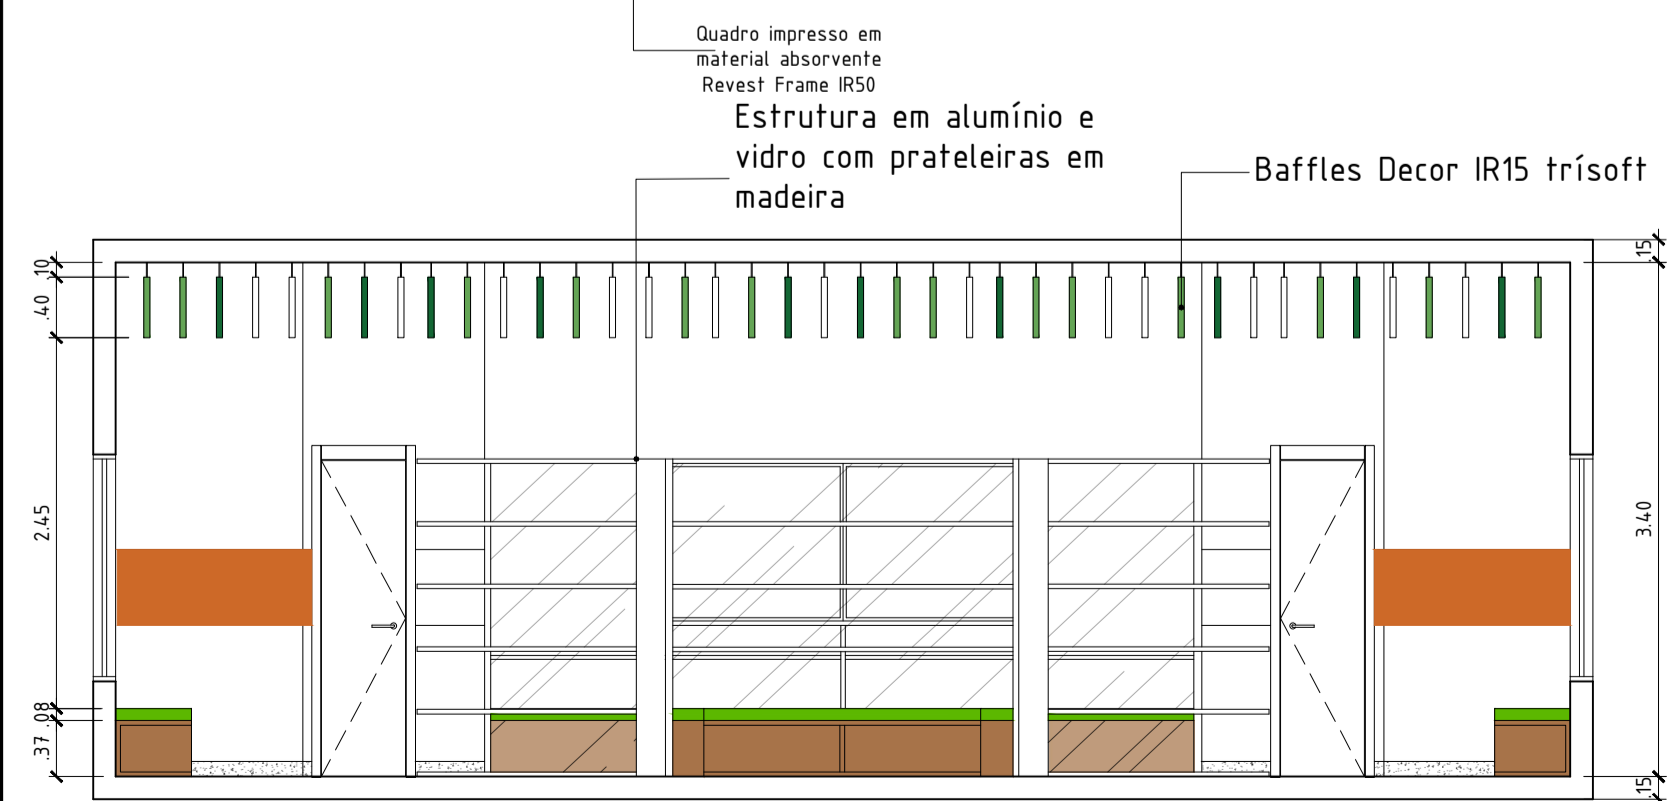 Quadro impresso em
material absorvente
Revest Frame IR50
Estrutura em alumínio e
vidro com prateleiras em
madeira
Baffles Decor IR15 trísoft
.10
.40
2.45
.08
.37
.15
3.40
.15